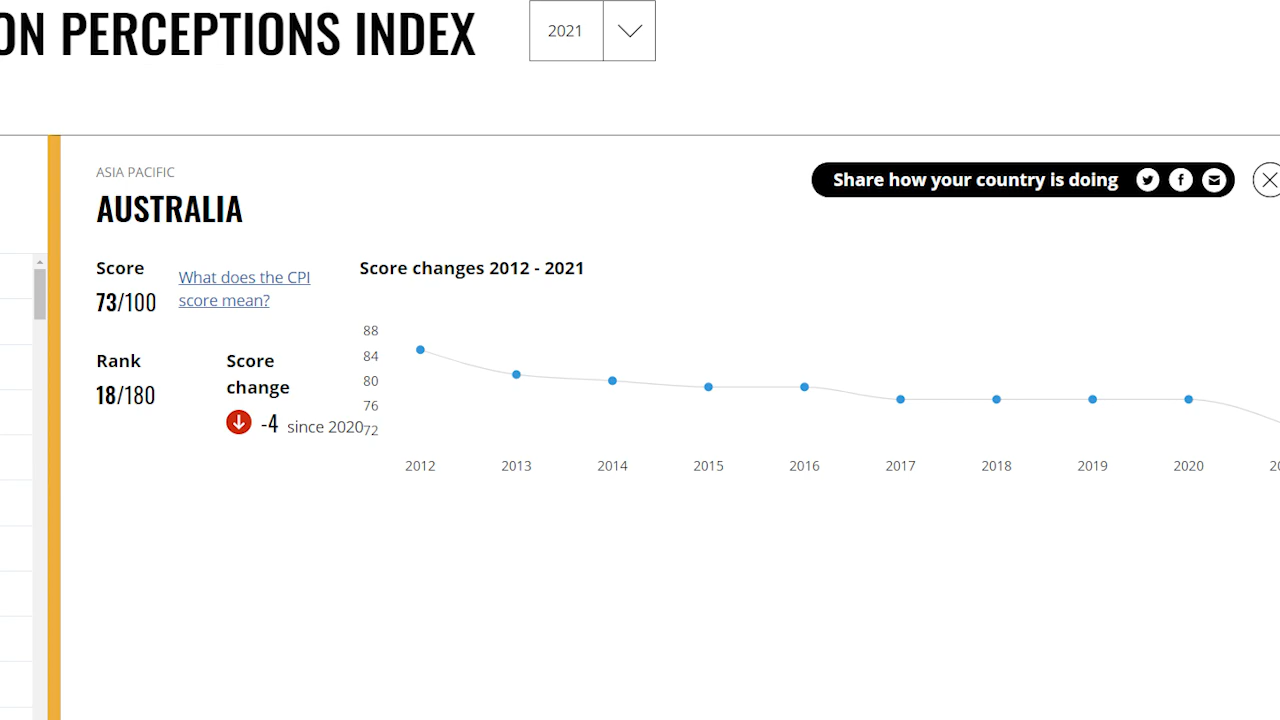 ON PERCEPTIONS INDEX
2021
ASIA PACIFIC
Share how your country is doing
AUSTRALIA
Score
73/100
What does the CPI
score mean?
Rank
18/180
Score
change
-4 since 2020
Score changes 2012 - 2021
88
84
80
76
72
2012 2013 2014 2015 2016 2017 2018 2019 2020